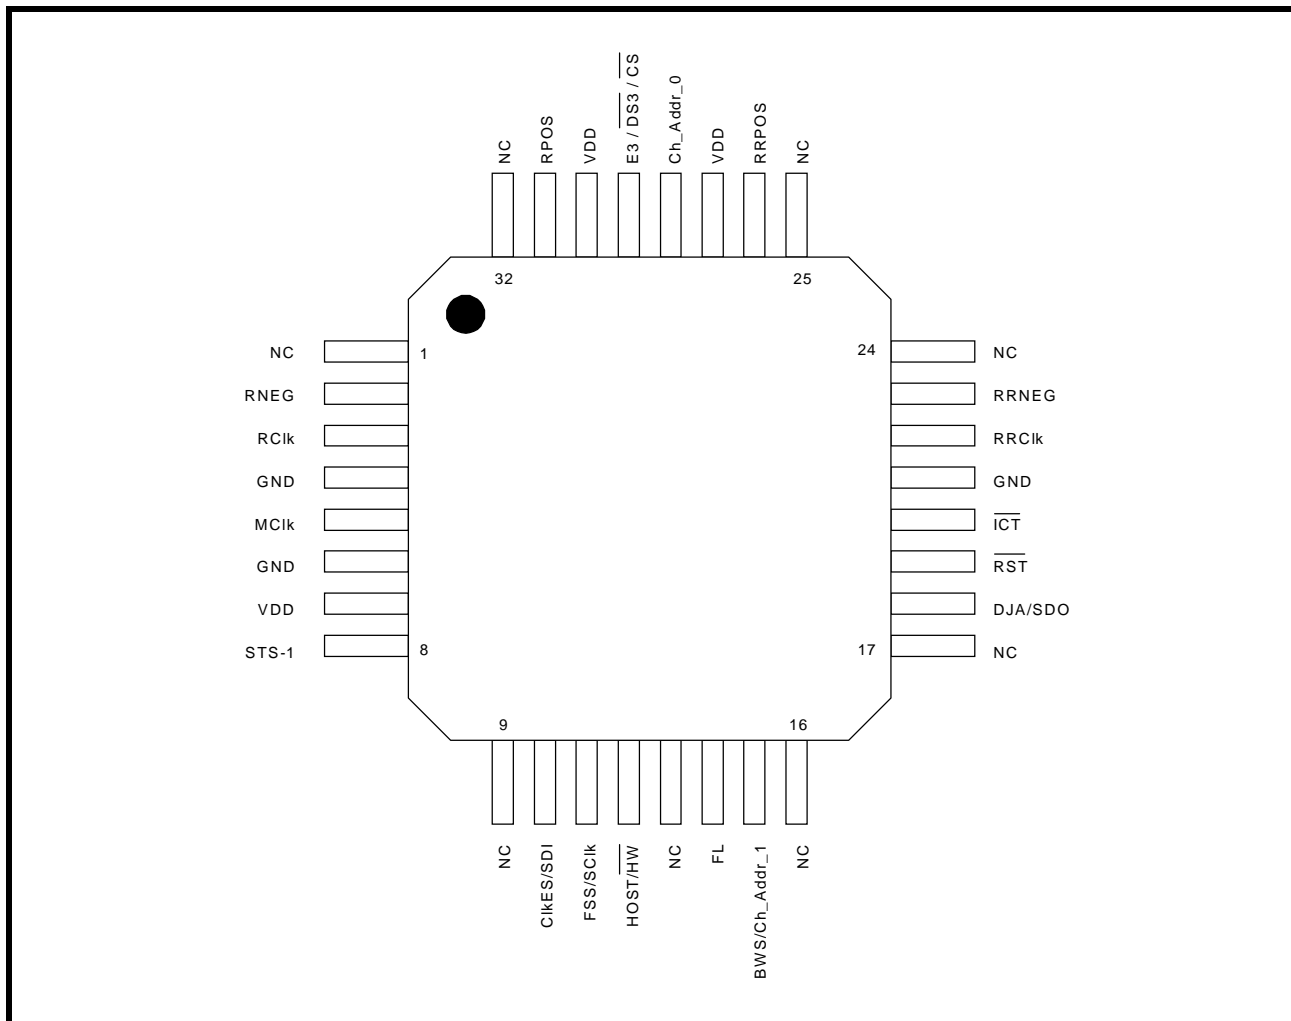 NC
RPOS
VDD
E3 / DS3 / CS
Ch_Addr_0
VDD
RRPOS
NC
32
25
NC
1
24
NC
RNEG
RRNEG
RClk
RRClk
GND
GND
MClk
ICT
GND
RST
VDD
DJA/SDO
STS-1
8
17
NC
9
16
NC
ClkES/SDI
FSS/SClk
HOST/HW
NC
FL
BWS/Ch_Addr_1
NC